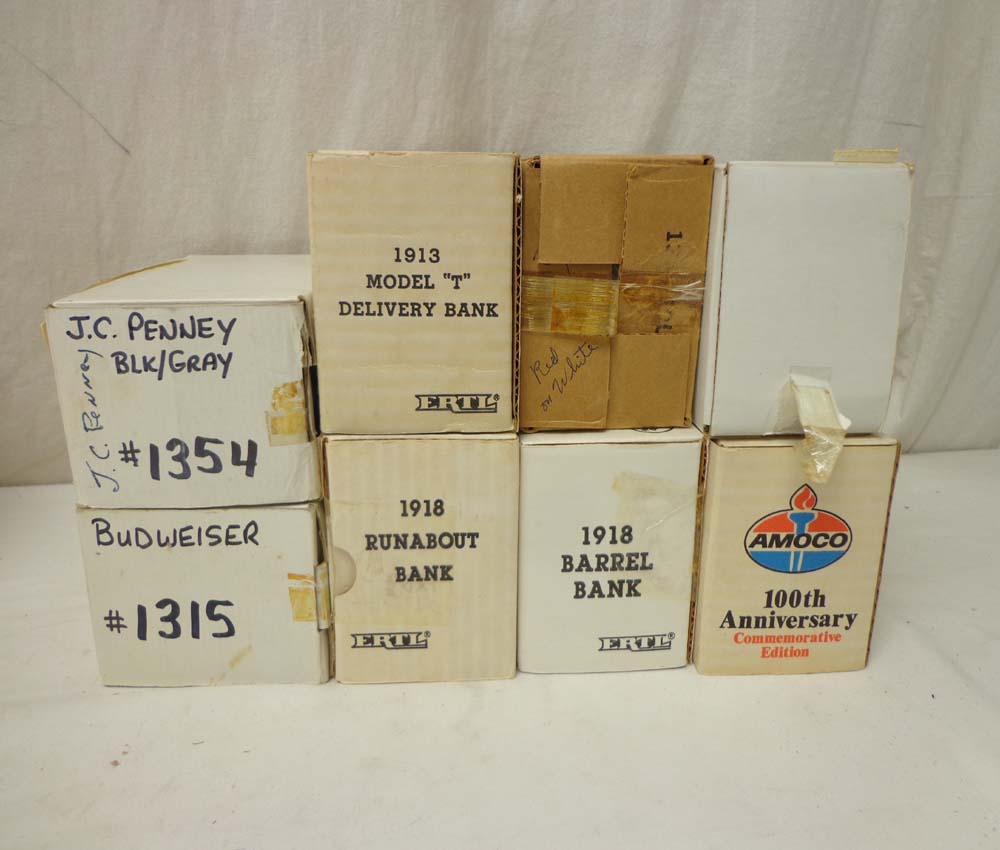 J.C. PENNEY
BLK/GRAY
J.C. Penney
#1354
BUDWEISER
#1315
1913
MODEL "T"
DELIVERY BANK
ERTL®
Red
on White
1918
RUNABOUT
BANK
ERTL®
1918
BARREL
BANK
ERTL®
AMOCO
100th
Anniversary
Commemorative
Edition